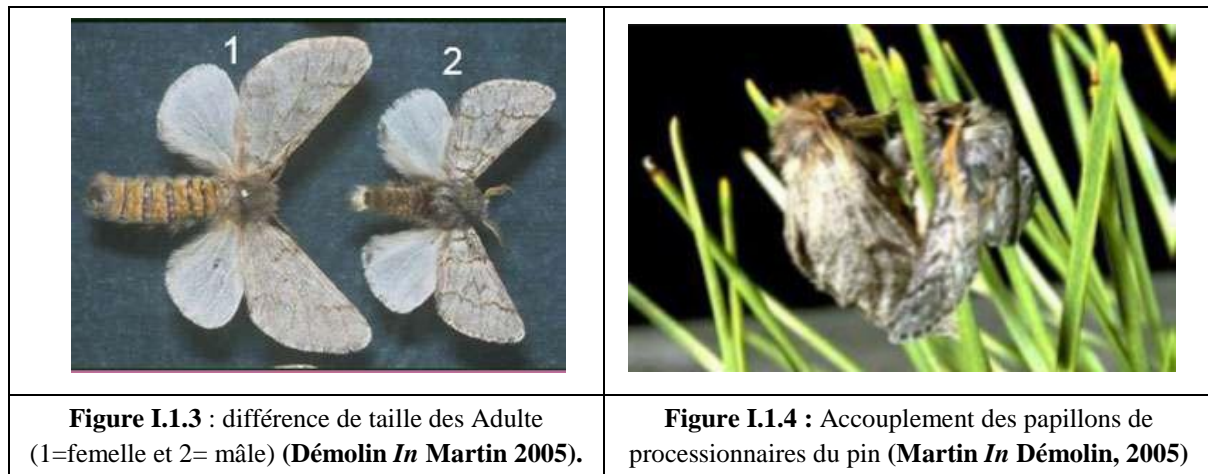 1
2
Figure I.1.3 : différence de taille des Adulte
(1=femelle et 2= mâle) (Démolin In Martin 2005).
Figure I.1.4 : Accouplement des papillons de
processionnaires du pin (Martin In Démolin, 2005)